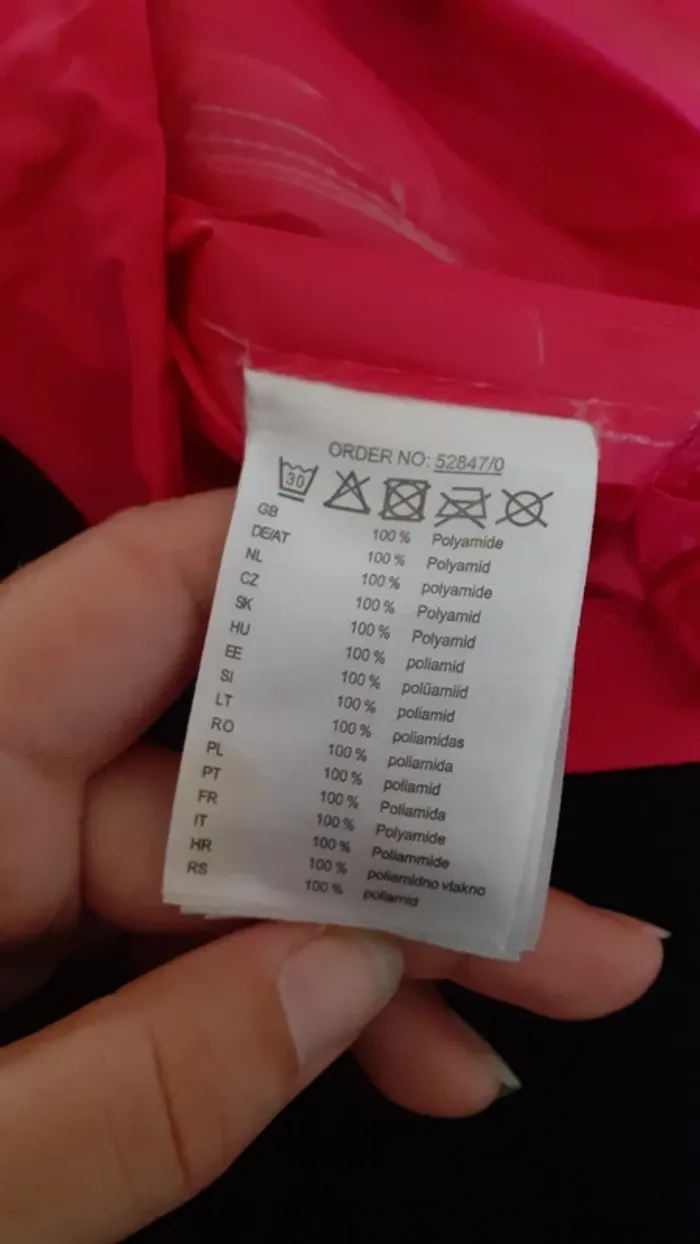 ORDER NO: 52847/0
30
GB 100 % Polyamide
DE/AT 100 % Polyamid
NL 100 % polyamide
CZ 100 % Polyamid
SK 100 % Polyamid
HU 100 % poliamid
EE 100 % polüamiid
SI 100 % poliamid
LT 100 % poliamidas
RO 100 % poliamida
PL 100 % poliamid
PT 100 % Poliamida
FR 100 % Polyamide
IT 100 % Poliammide
HR 100 % poliamidno vlakno
RS 100 % poliamid